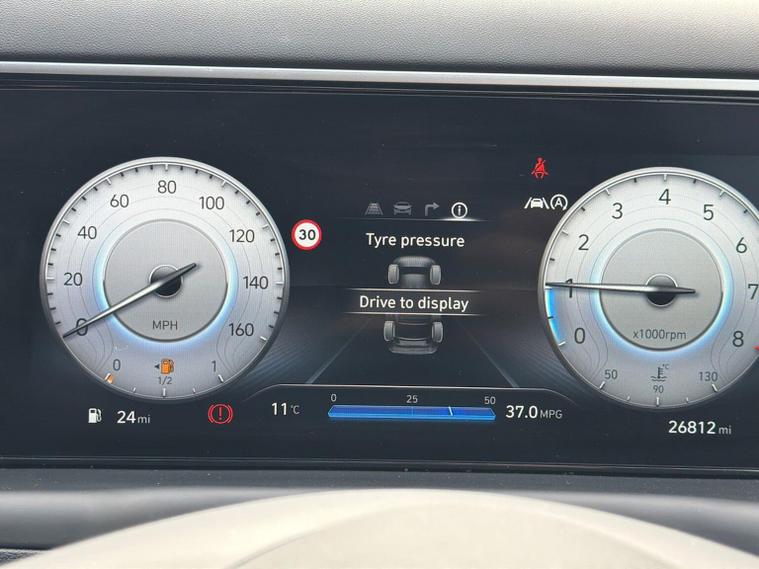 0
20
40
60
80
100
120
140
160
MPH
0
1/2
1
24 mi
30
Tyre pressure
Drive to display
11°C
0
25
50
37.0 MPG
A
0
1
2
3
4
5
6
7
8
x1000rpm
°C
50
90
130
26812 mi